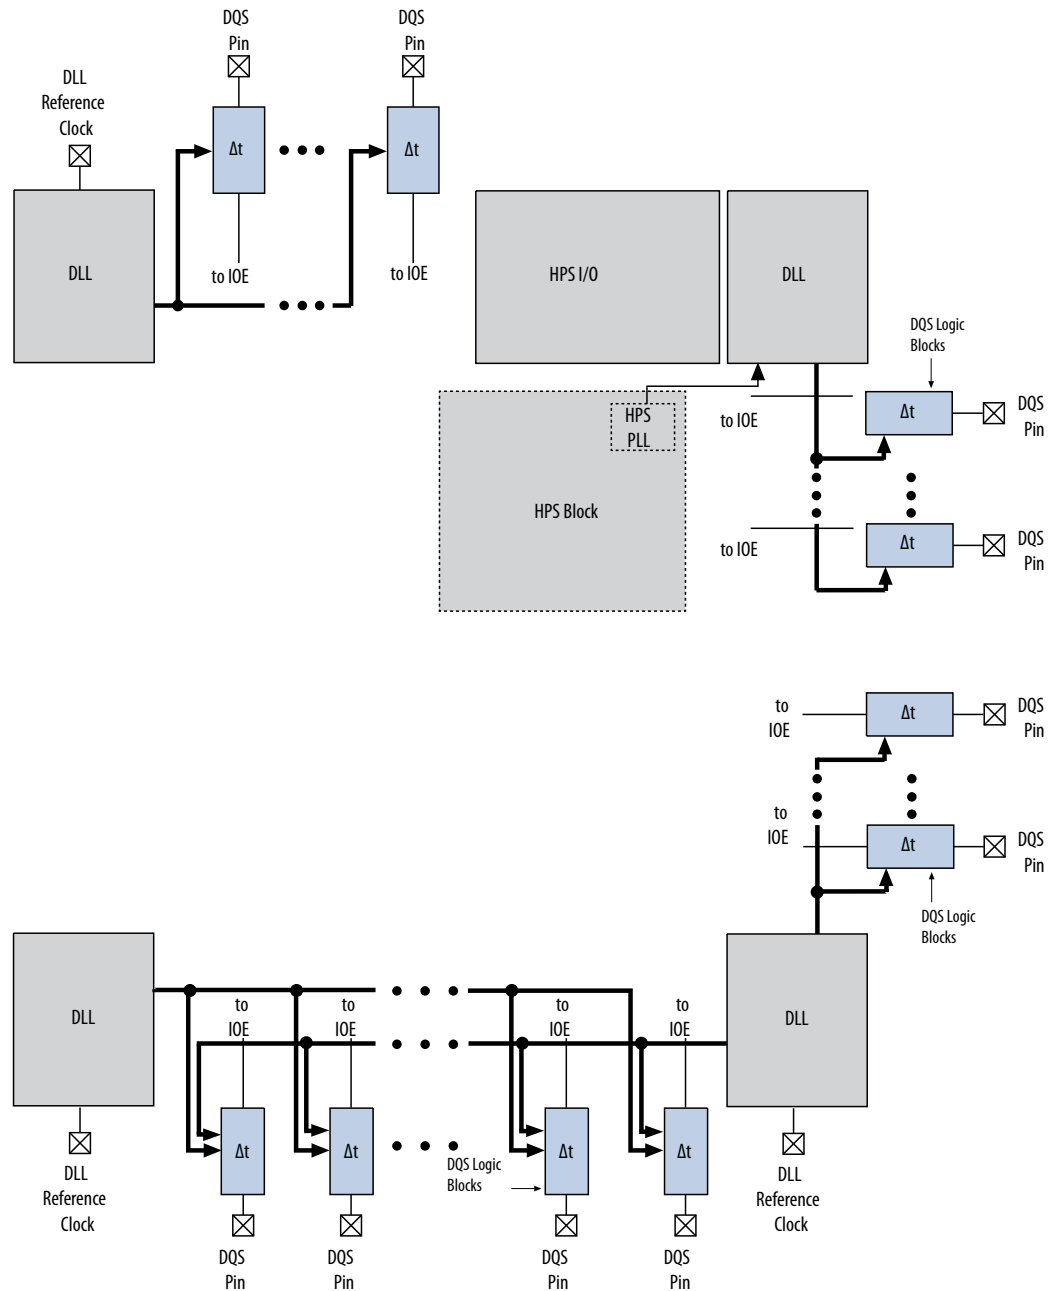 DQS
Pin
DQS
Pin
DLL
Reference
Clock
Δt
Δt
DLL
to IOE
to IOE
HPS I/O
DLL
DQS Logic
Blocks
HPS
PLL
to IOE
Δt
DQS
Pin
HPS Block
to IOE
Δt
DQS
Pin
to
IOE
Δt
DQS
Pin
to
IOE
Δt
DQS
Pin
DQS Logic
Blocks
DLL
to
IOE
to
IOE
to
IOE
to
IOE
DLL
Δt
Δt
Δt
Δt
DQS Logic
Blocks
DLL
Reference
Clock
DLL
Reference
Clock
DQS
Pin
DQS
Pin
DQS
Pin
DQS
Pin